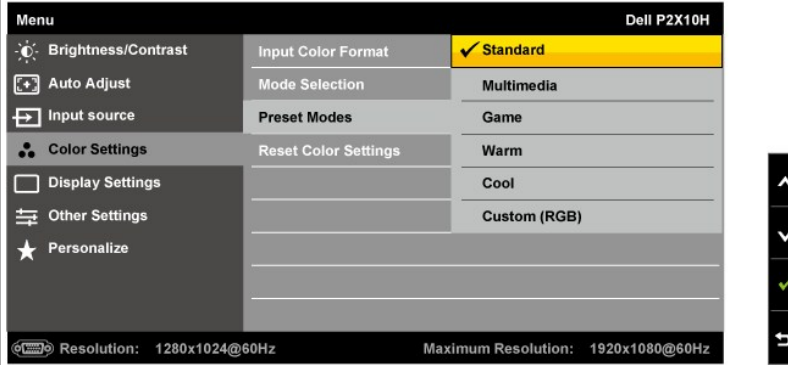 Menu Dell P2X10H
Brightness/Contrast Input Color Format Standard
Auto Adjust Mode Selection Multimedia
Input source Preset Modes Game
Color Settings Reset Color Settings Warm
Display Settings Cool
Other Settings Custom (RGB)
Personalize
Resolution: 1280x1024@60Hz Maximum Resolution: 1920x1080@60Hz